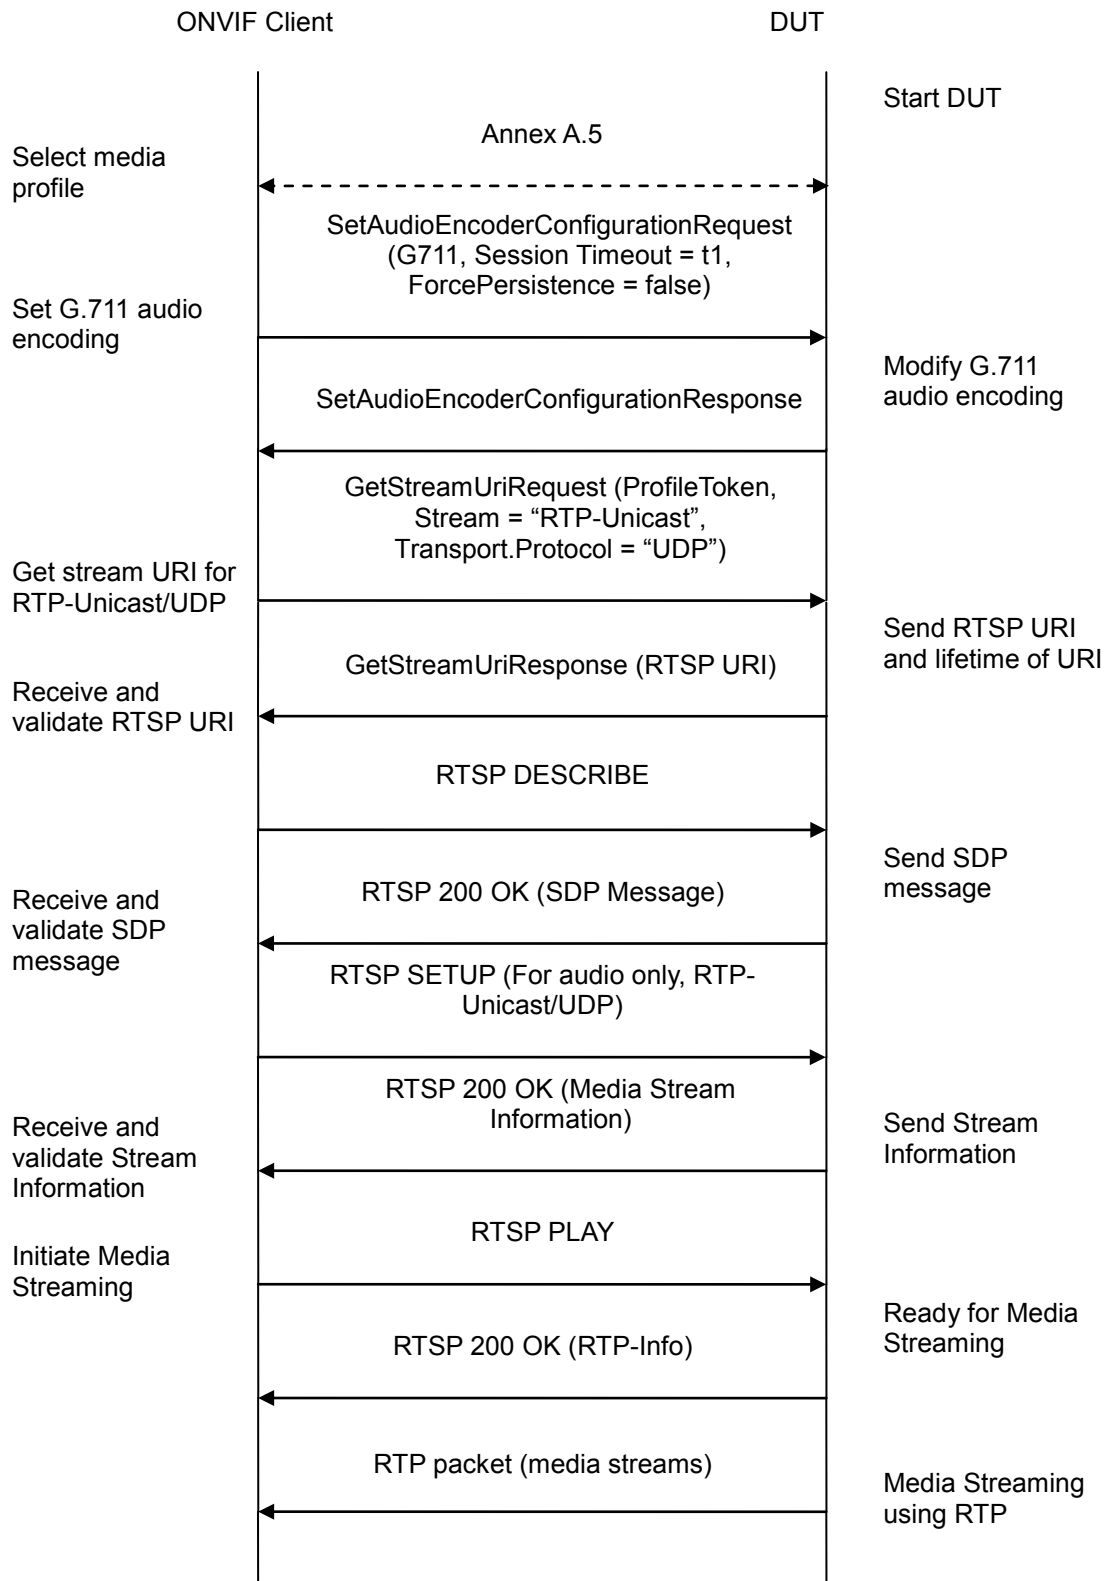 ONVIF Client
DUT
Start DUT
Annex A.5
Select media
profile
SetAudioEncoderConfigurationRequest
(G711, Session Timeout = t1,
ForcePersistence = false)
Set G.711 audio
encoding
Modify G.711
audio encoding
SetAudioEncoderConfigurationResponse
GetStreamUriRequest (ProfileToken,
Stream = “RTP-Unicast”,
Transport.Protocol = “UDP”)
Get stream URI for
RTP-Unicast/UDP
Send RTSP URI
and lifetime of URI
GetStreamUriResponse (RTSP URI)
Receive and
validate RTSP URI
RTSP DESCRIBE
Send SDP
message
RTSP 200 OK (SDP Message)
Receive and
validate SDP
message
RTSP SETUP (For audio only, RTP-
Unicast/UDP)
RTSP 200 OK (Media Stream
Information)
Send Stream
Information
Receive and
validate Stream
Information
RTSP PLAY
Initiate Media
Streaming
Ready for Media
Streaming
RTSP 200 OK (RTP-Info)
RTP packet (media streams)
Media Streaming
using RTP